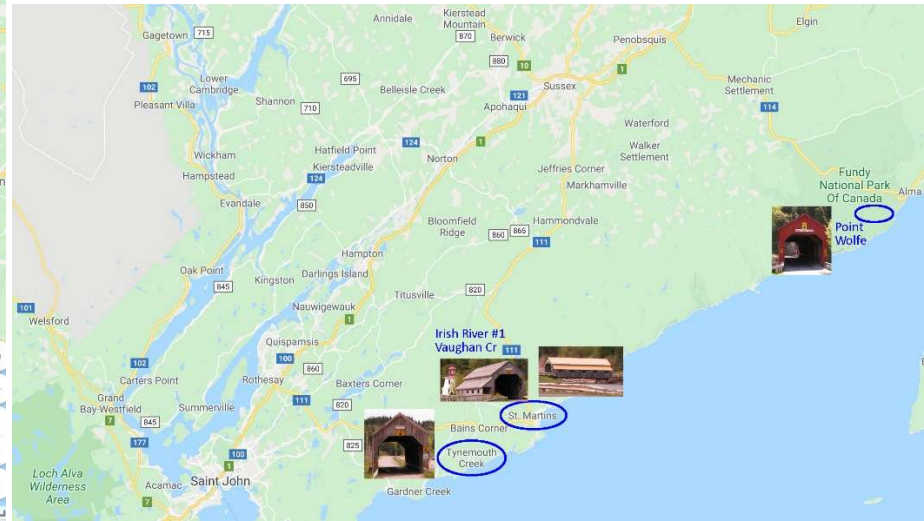 Gagetown
715
Annidale
Kierstead
Mountain
870
Berwick
Penobsquis
Elgin
Lower
Cambridge
695
Belleisle Creek
880
10
1
Sussex
Mechanic
Settlement
102
Pleasant Villa
Shannon
710
121
Apohaqui
114
Waterford
Hatfield Point
124
1
Walker
Settlement
Wickham
Kiersteadville
Norton
Hampstead
124
Jeffries Corner
Markhamville
Fundy
National Park
Of Canada
Alma
Evandale
850
Bloomfield
Ridge
860
865
Hammondvale
111
Point
Wolfe
Oak Point
Hampton
Kingston
Darlings Island
845
Titusville
820
101
Nauwigewauk
Welsford
1
Irish River #1
Vaughan Cr
111
Quispamsis
102
100
860
Carters Point
Rothesay
Baxters Corner
Grand
Bay-Westfield
Summerville
111
820
St. Martins
7
845
Bains Corner
177
825
Tynemouth
Creek
100
Loch Alva
Wilderness
Area
1
Acamac
Saint John
7
Gardner Creek